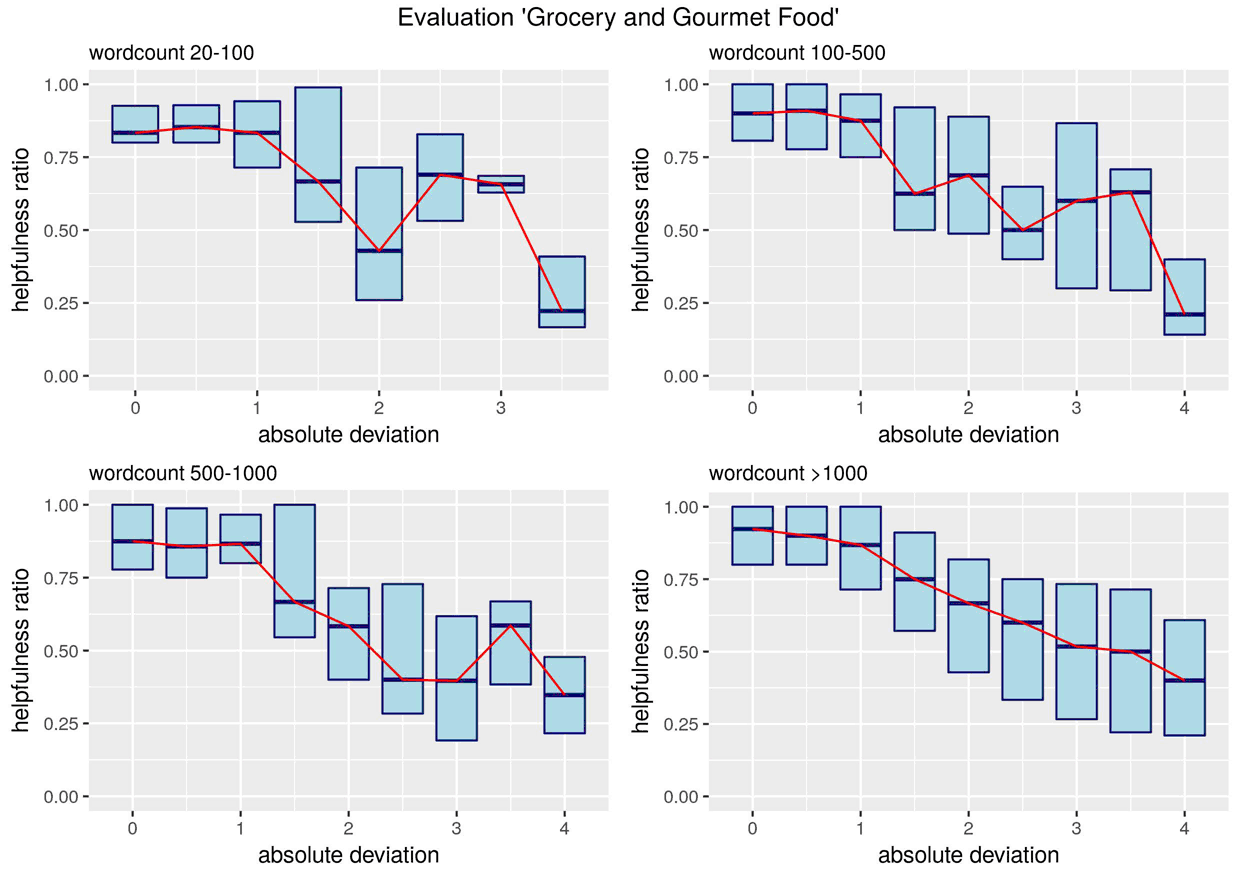 Evaluation 'Grocery and Gourmet Food'
wordcount 20-100
helpfulness ratio
1.00
0.75
0.50
0.25
0.00
0 1 2 3
absolute deviation
wordcount 100-500
helpfulness ratio
1.00
0.75
0.50
0.25
0.00
0 1 2 3 4
absolute deviation
wordcount 500-1000
helpfulness ratio
1.00
0.75
0.50
0.25
0.00
0 1 2 3 4
absolute deviation
wordcount >1000
helpfulness ratio
1.00
0.75
0.50
0.25
0.00
0 1 2 3 4
absolute deviation